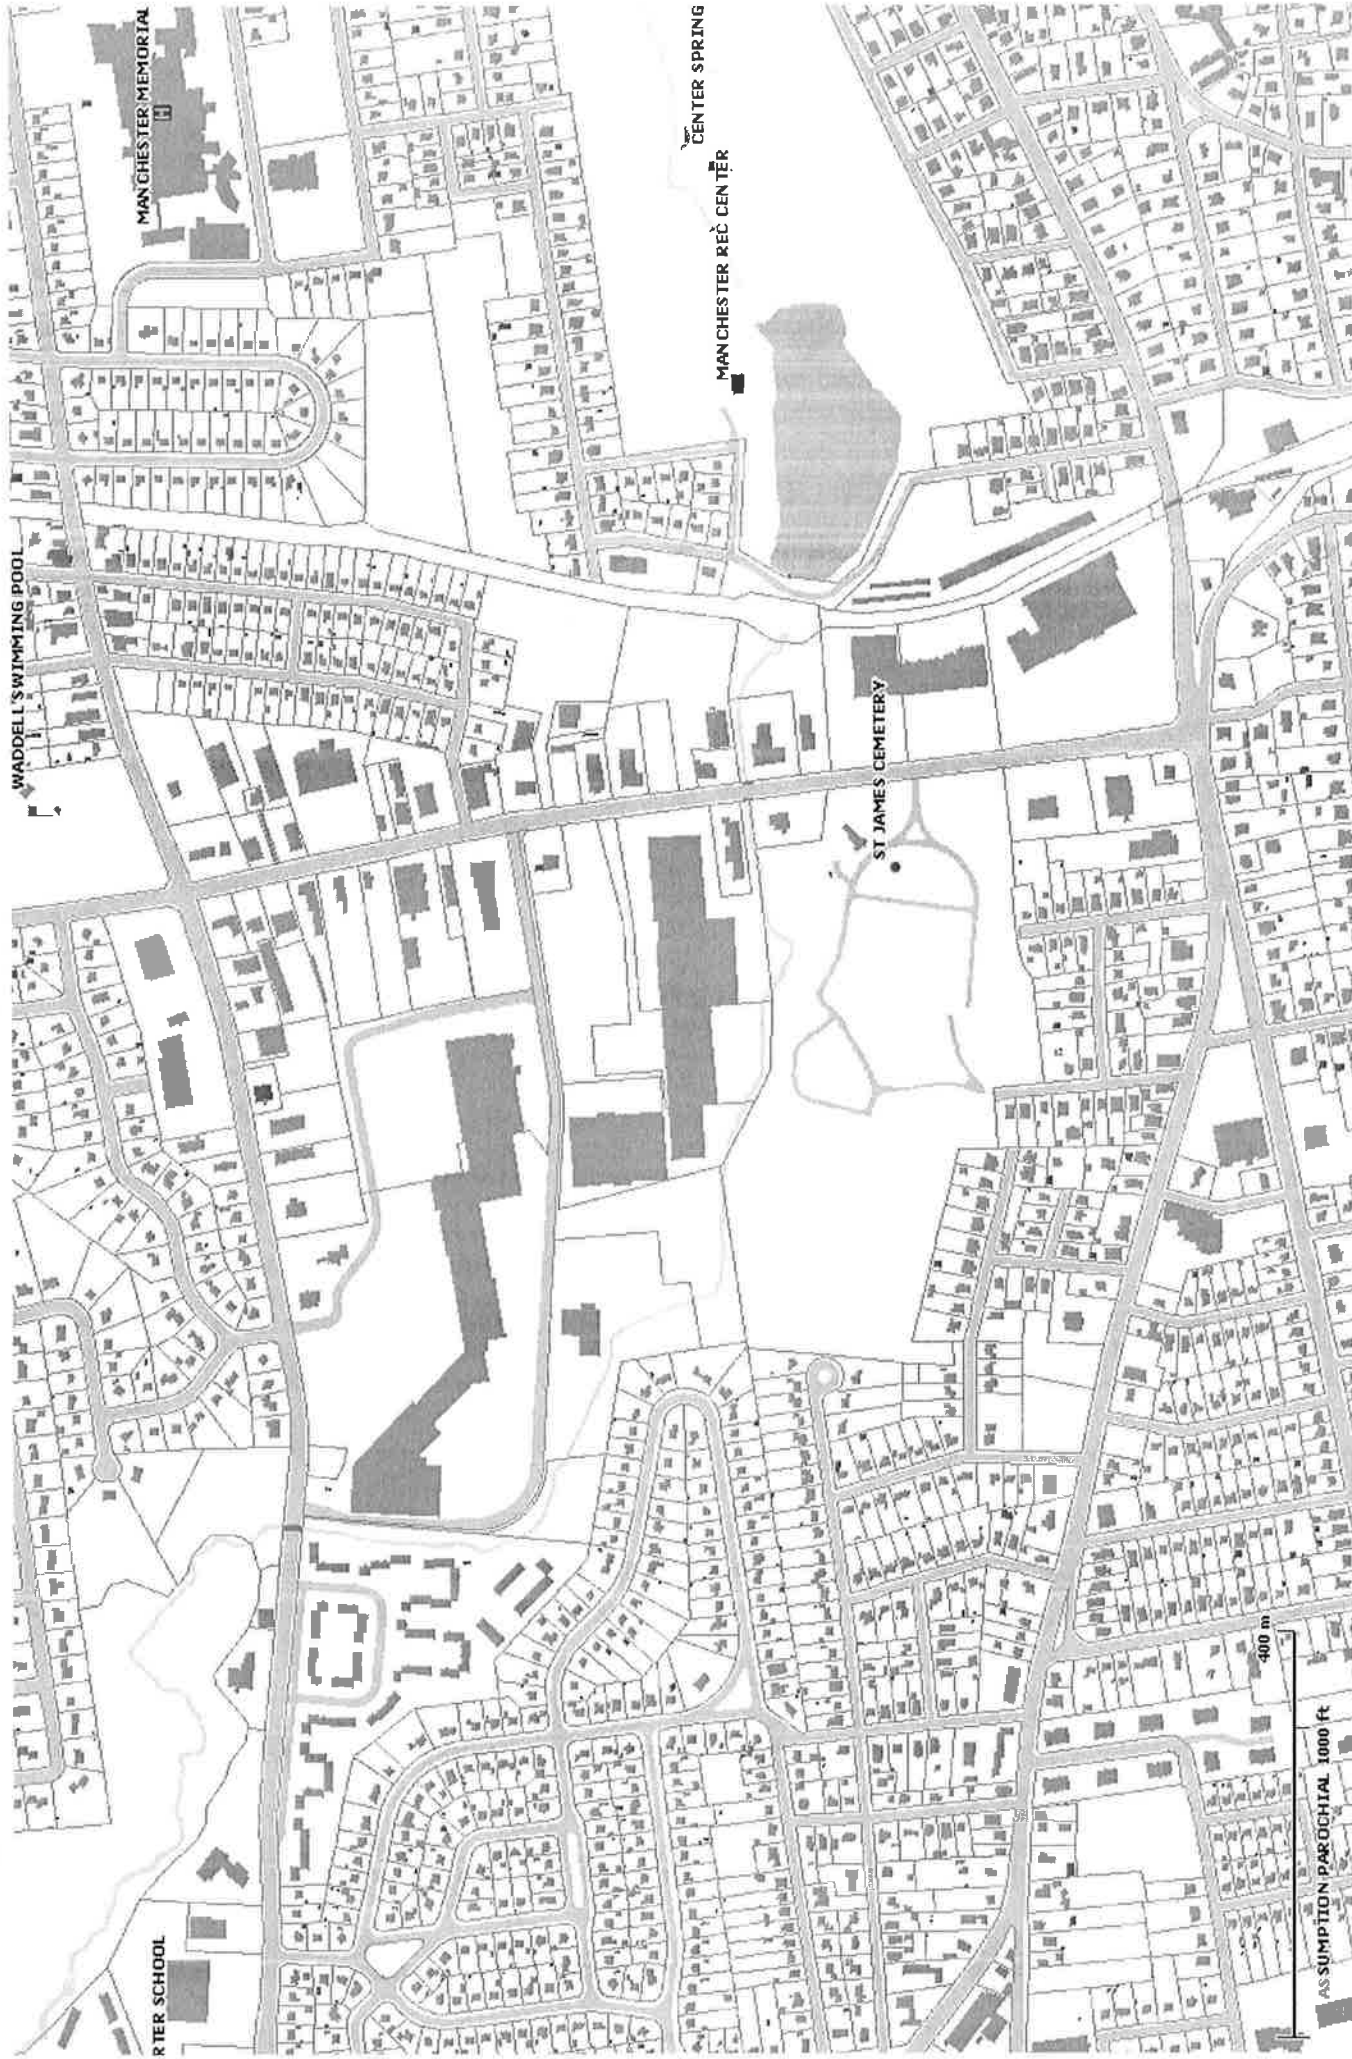 WADDELL SWIMMING POOL
MANCHESTER MEMORIAL
H
CENTER SPRING
MANCHESTER REC CENTER
ST JAMES CEMETERY
RTER SCHOOL
400 m
1000 ft
ASSUMPTION PAROCHIAL